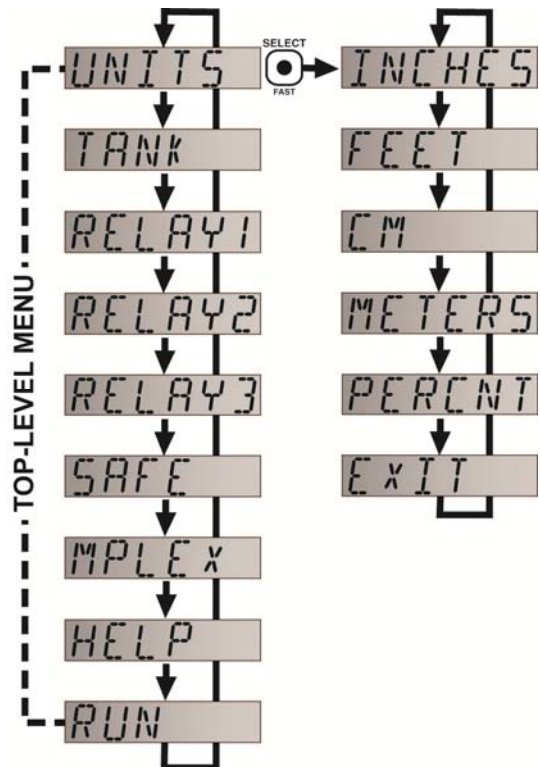 SELECT
FAST
TOP-LEVEL MENU
UNITS
TANK
RELAY1
RELAY2
RELAY3
SAFE
MPLEx
HELP
RUN
INCHES
FEET
CM
METERS
PERCNT
ExIT